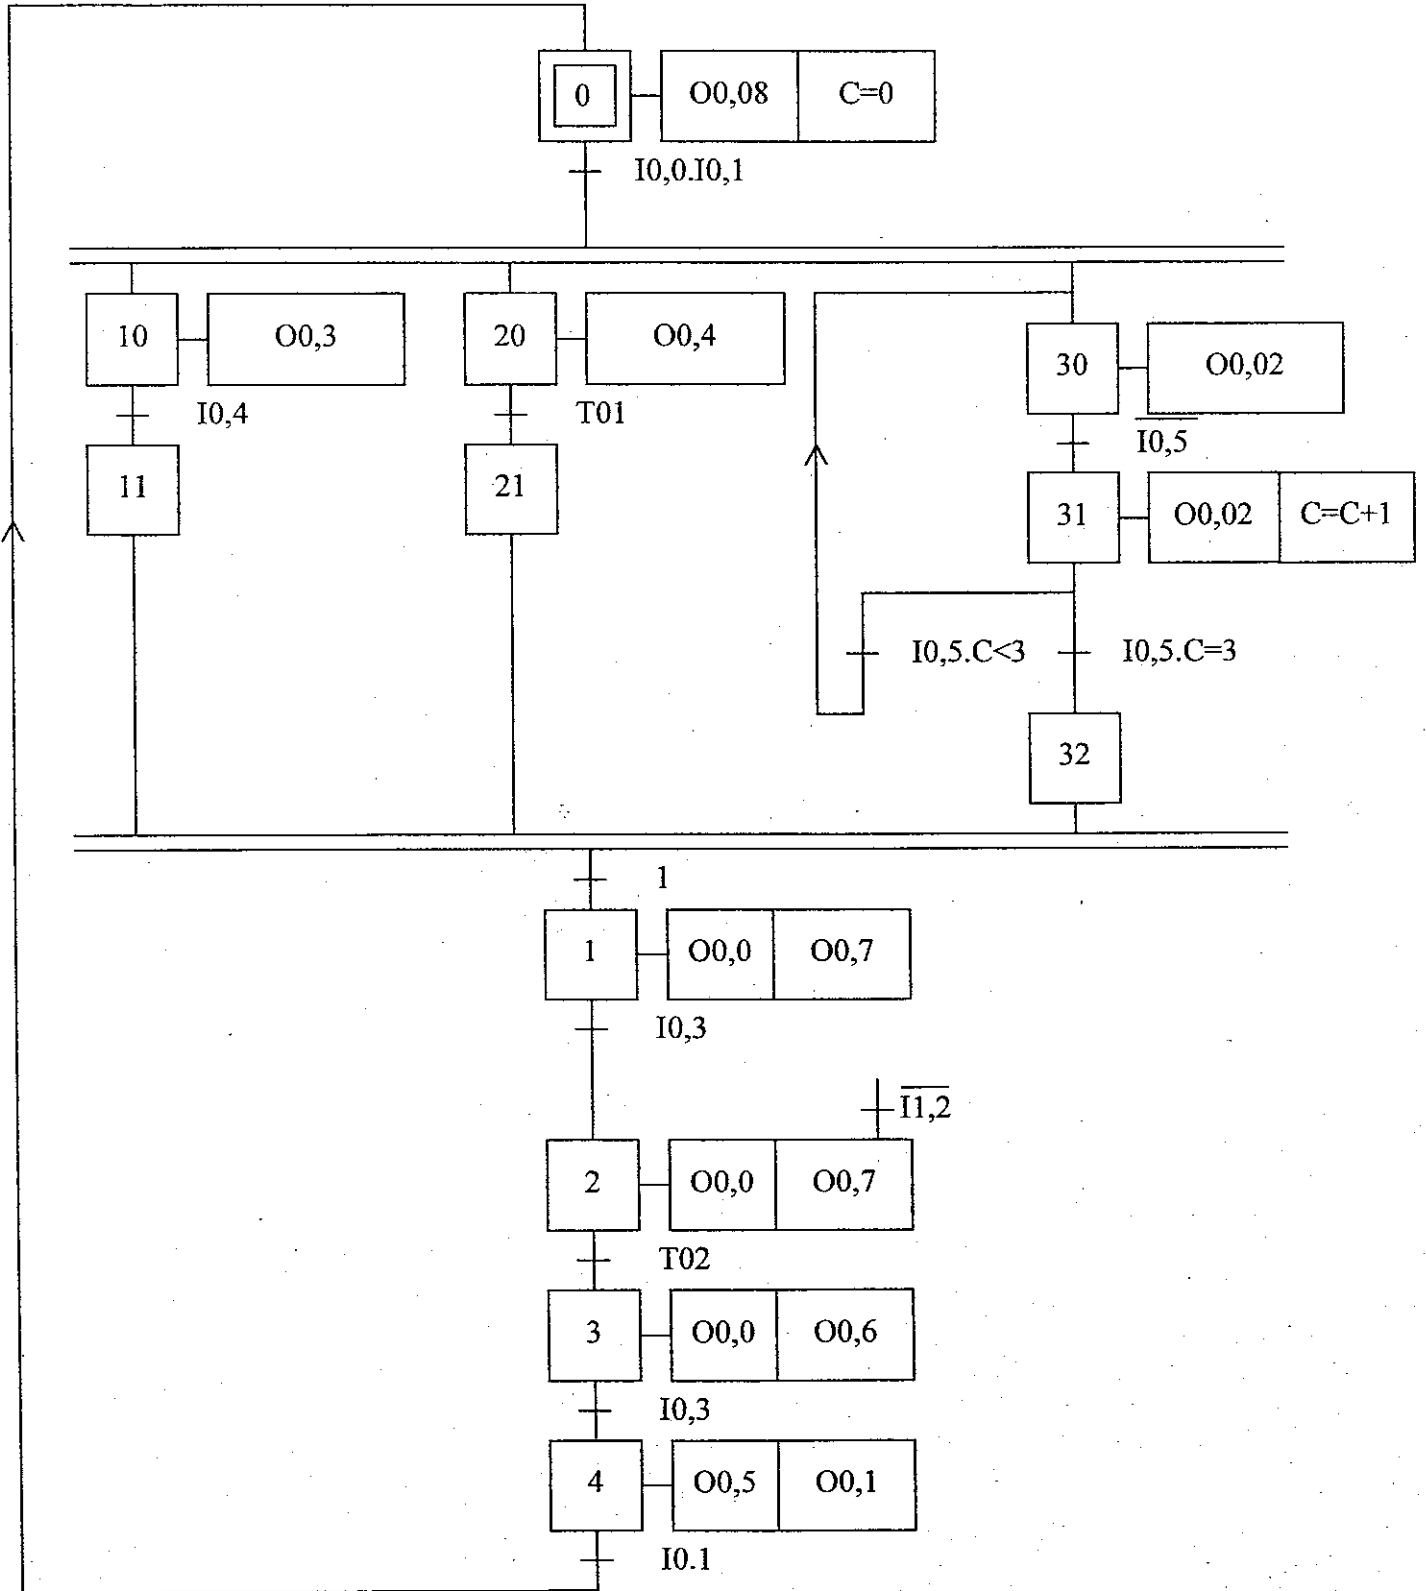 0 O0,08 C=0
I0,0.I0,1
10 O0,3 20 O0,4 30 O0,02
I0,4 T01 I0,5
11 21 31 O0,02 C=C+1
I0,5.C<3 I0,5.C=3
32
1
1 O0,0 O0,7
I0,3
I1,2
2 O0,0 O0,7
T02
3 O0,0 O0,6
I0,3
4 O0,5 O0,1
I0.1